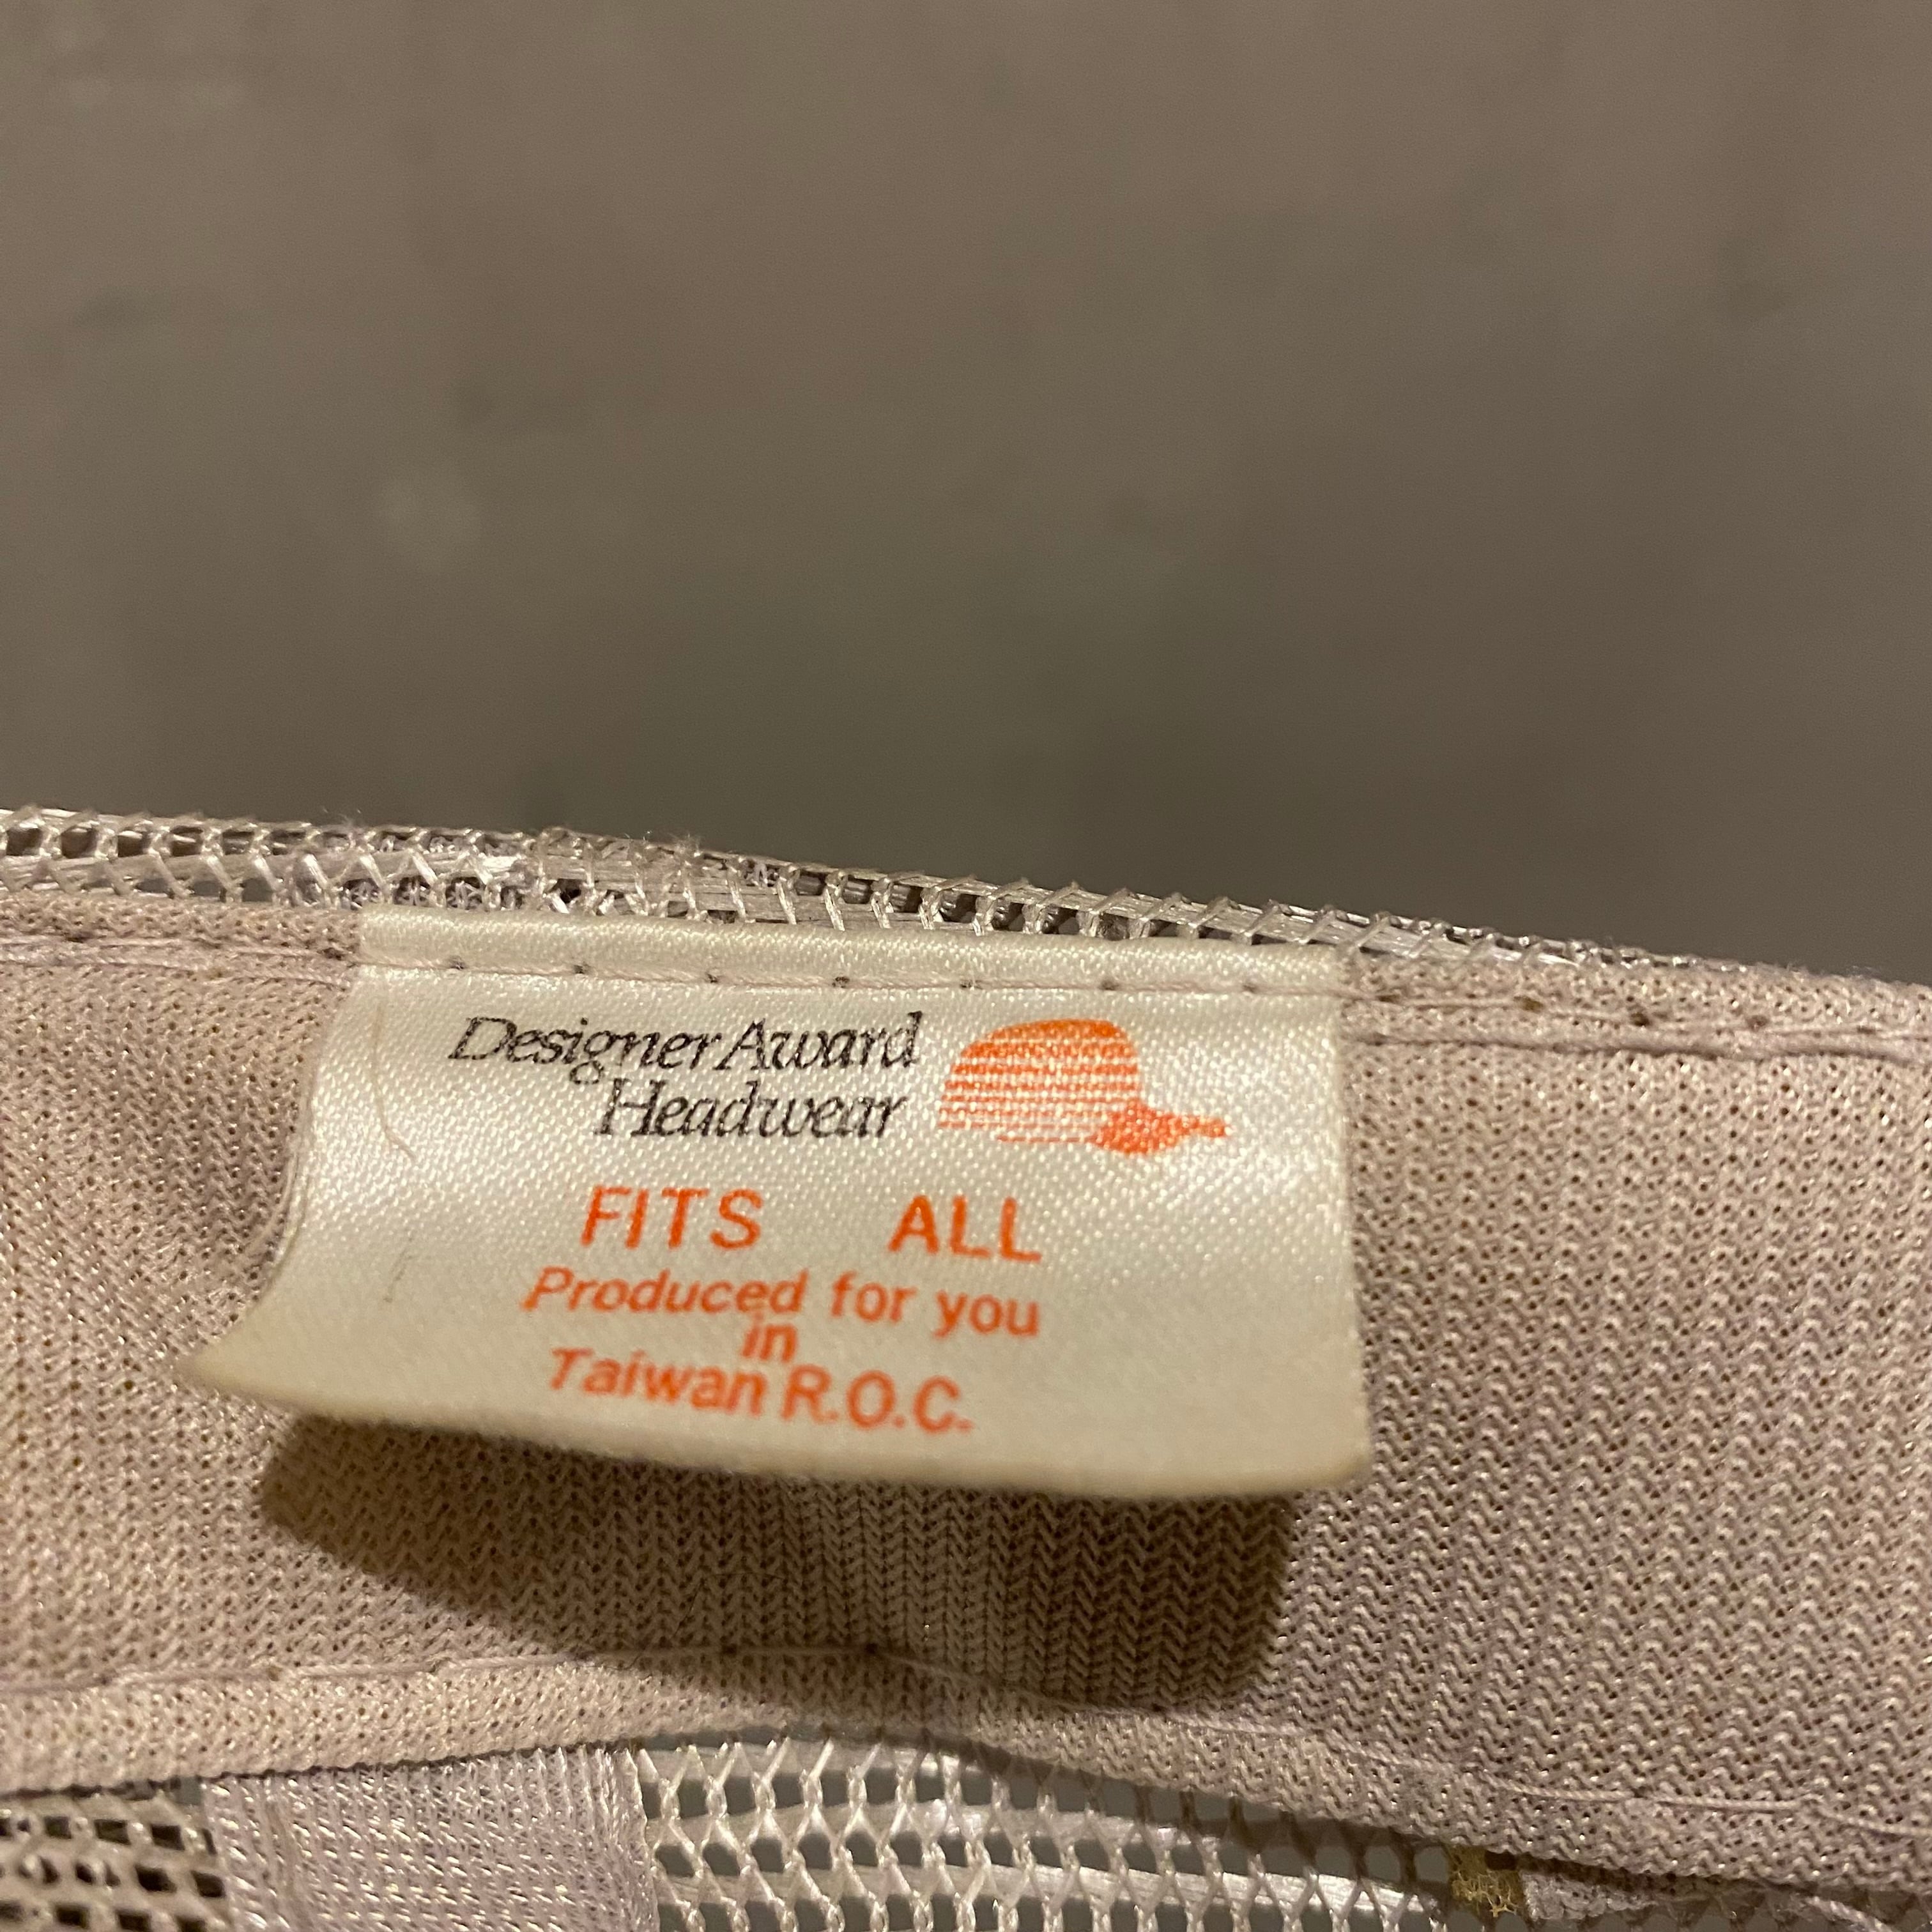 Designer Award
Headwear
FITS ALL
Produced for you
in
Taiwan R.O.C.